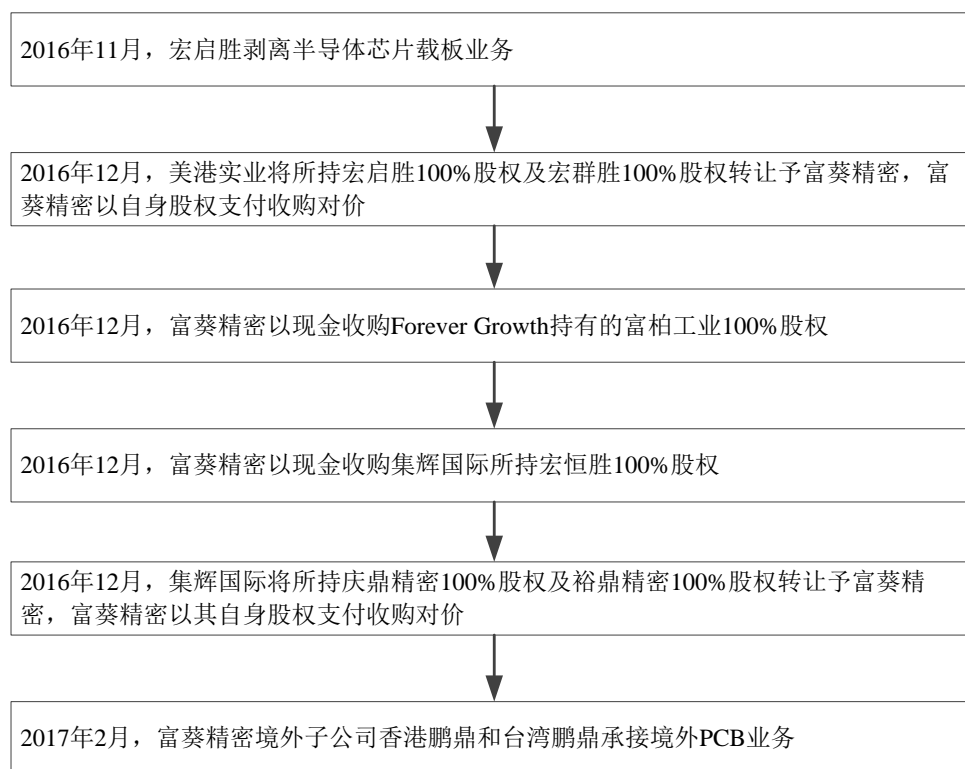 2016年11月，宏启胜剥离半导体芯片载板业务
2016年12月，美港实业将所持宏启胜100%股权及宏群胜100%股权转让予富葵精密，富
葵精密以自身股权支付收购对价
2016年12月，富葵精密以现金收购Forever Growth持有的富柏工业100%股权
2016年12月，富葵精密以现金收购集辉国际所持宏恒胜100%股权
2016年12月，集辉国际将所持庆鼎精密100%股权及裕鼎精密100%股权转让予富葵精
密，富葵精密以其自身股权支付收购对价
2017年2月，富葵精密境外子公司香港鹏鼎和台湾鹏鼎承接境外PCB业务